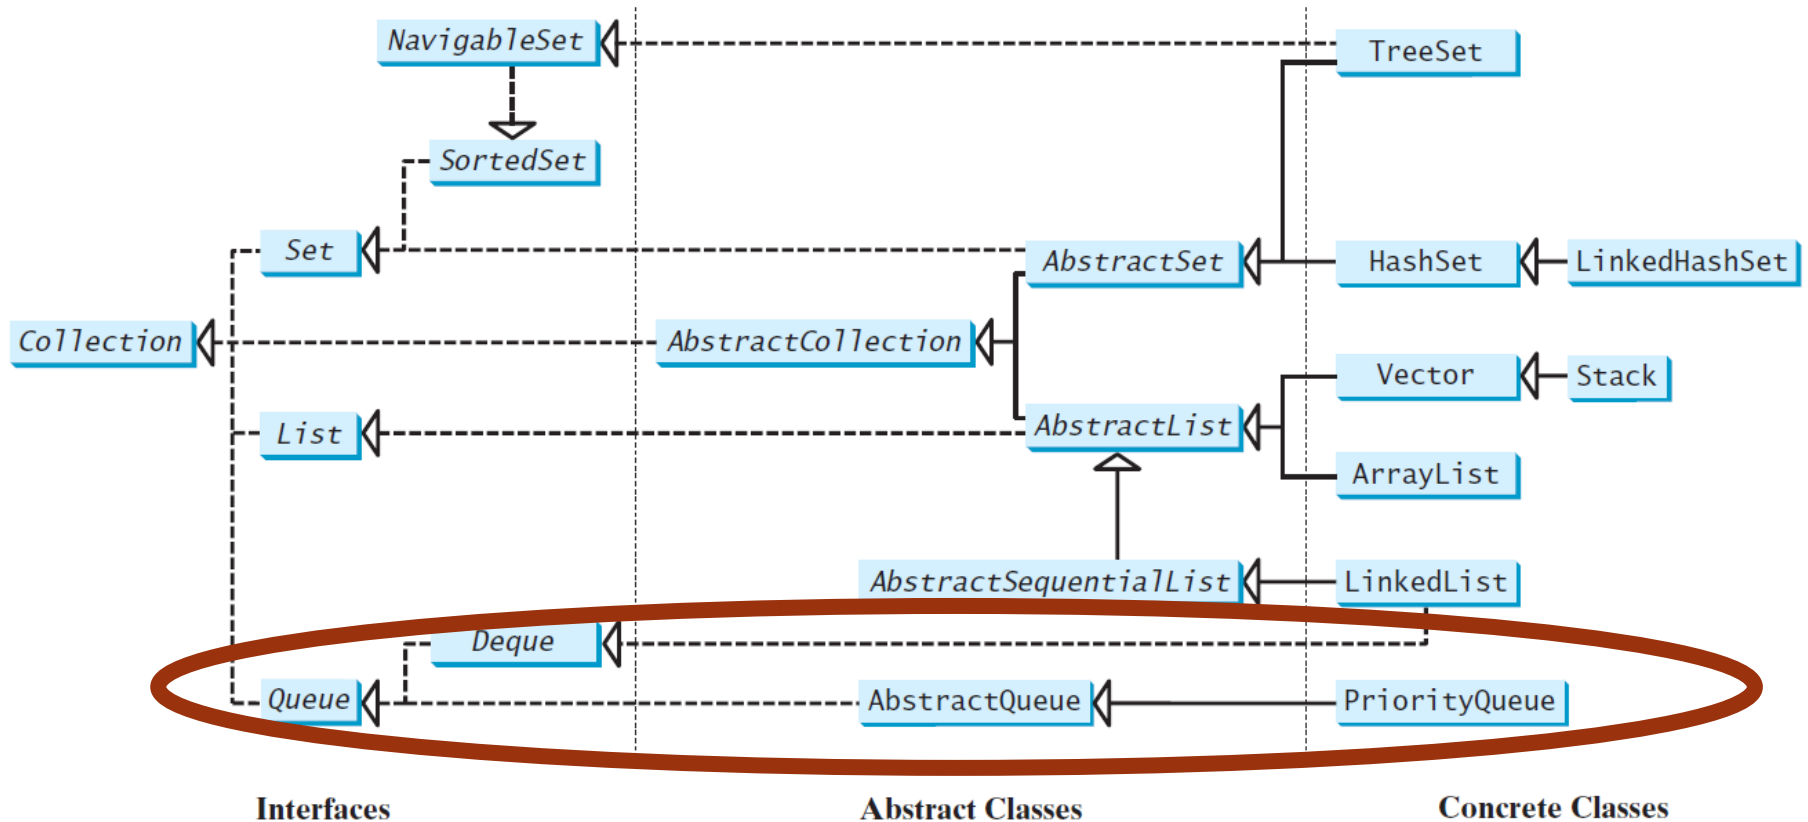 NavigableSet
TreeSet
SortedSet
Set
AbstractSet
HashSet
LinkedHashSet
Collection
AbstractCollection
Vector
Stack
List
AbstractList
ArrayList
AbstractSequentialList
LinkedList
Deque
Queue
AbstractQueue
PriorityQueue
Interfaces
Abstract Classes
Concrete Classes